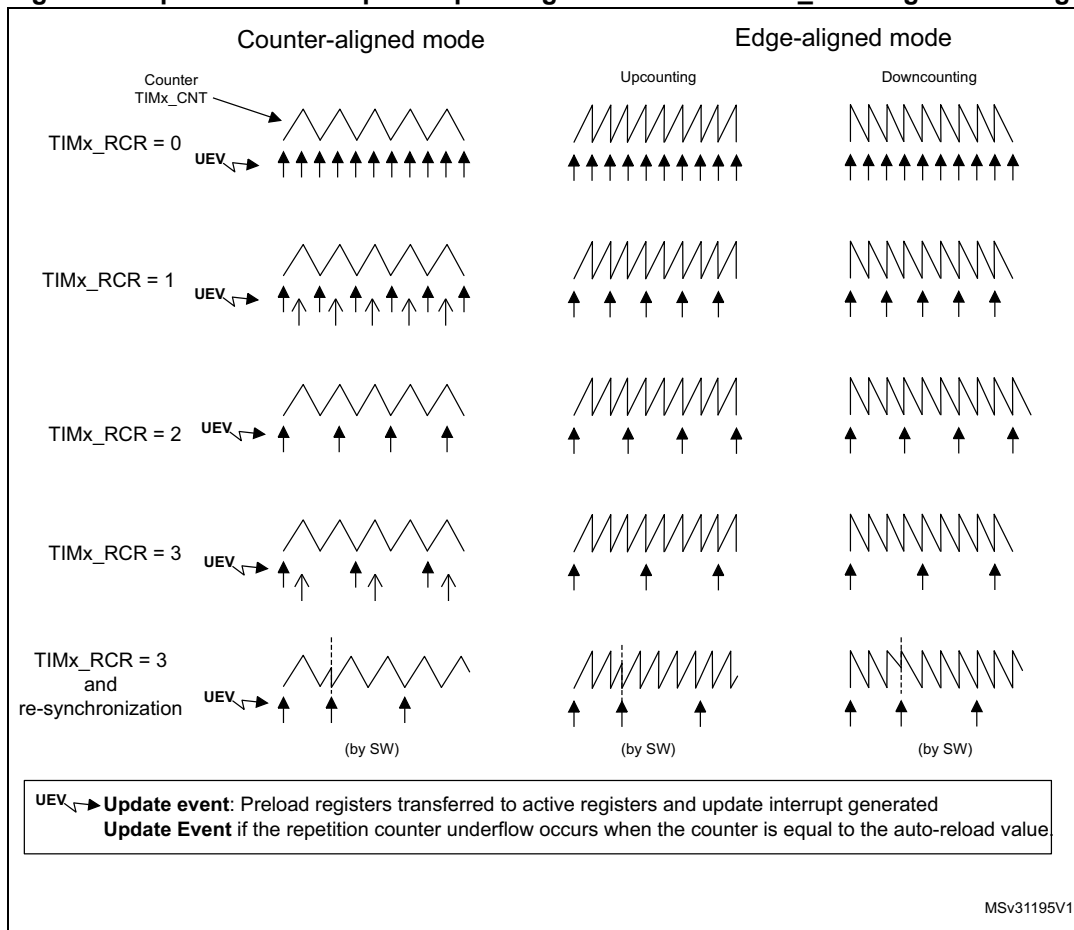 Counter-aligned mode
Edge-aligned mode
Counter
TIMx_CNT
Upcounting
Downcounting
TIMx_RCR = 0
UEV
TIMx_RCR = 1
UEV
TIMx_RCR = 2
UEV
TIMx_RCR = 3
UEV
TIMx_RCR = 3
and
re-synchronization
UEV
(by SW)
(by SW)
(by SW)
UEV Update event: Preload registers transferred to active registers and update interrupt generated
Update Event if the repetition counter underflow occurs when the counter is equal to the auto-reload value.
MSv31195V1